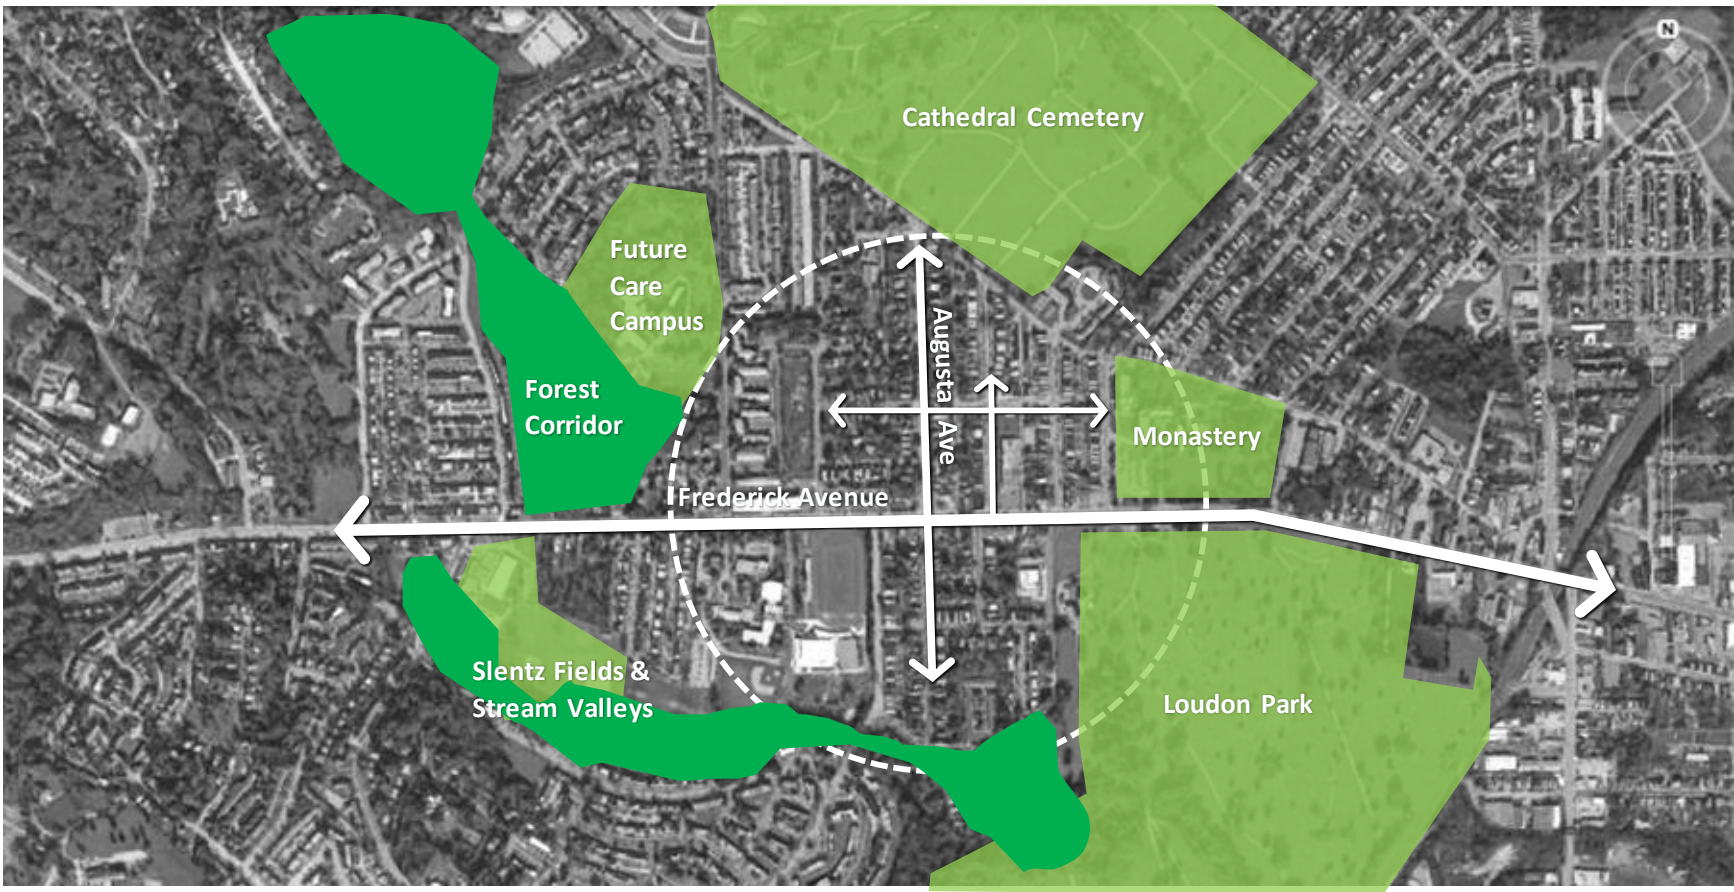 N
Cathedral Cemetery
Future
Care
Campus
Augusta Ave
Forest
Corridor
Monastery
Frederick Avenue
Slentz Fields &
Stream Valleys
Loudon Park